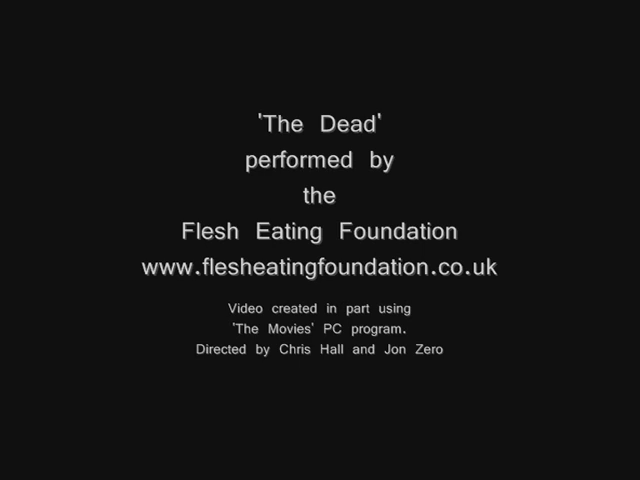 'The Dead'
performed by
the
Flesh Eating Foundation
www.flesheatingfoundation.co.uk
Video created in part using
'The Movies' PC program.
Directed by Chris Hall and Jon Zero